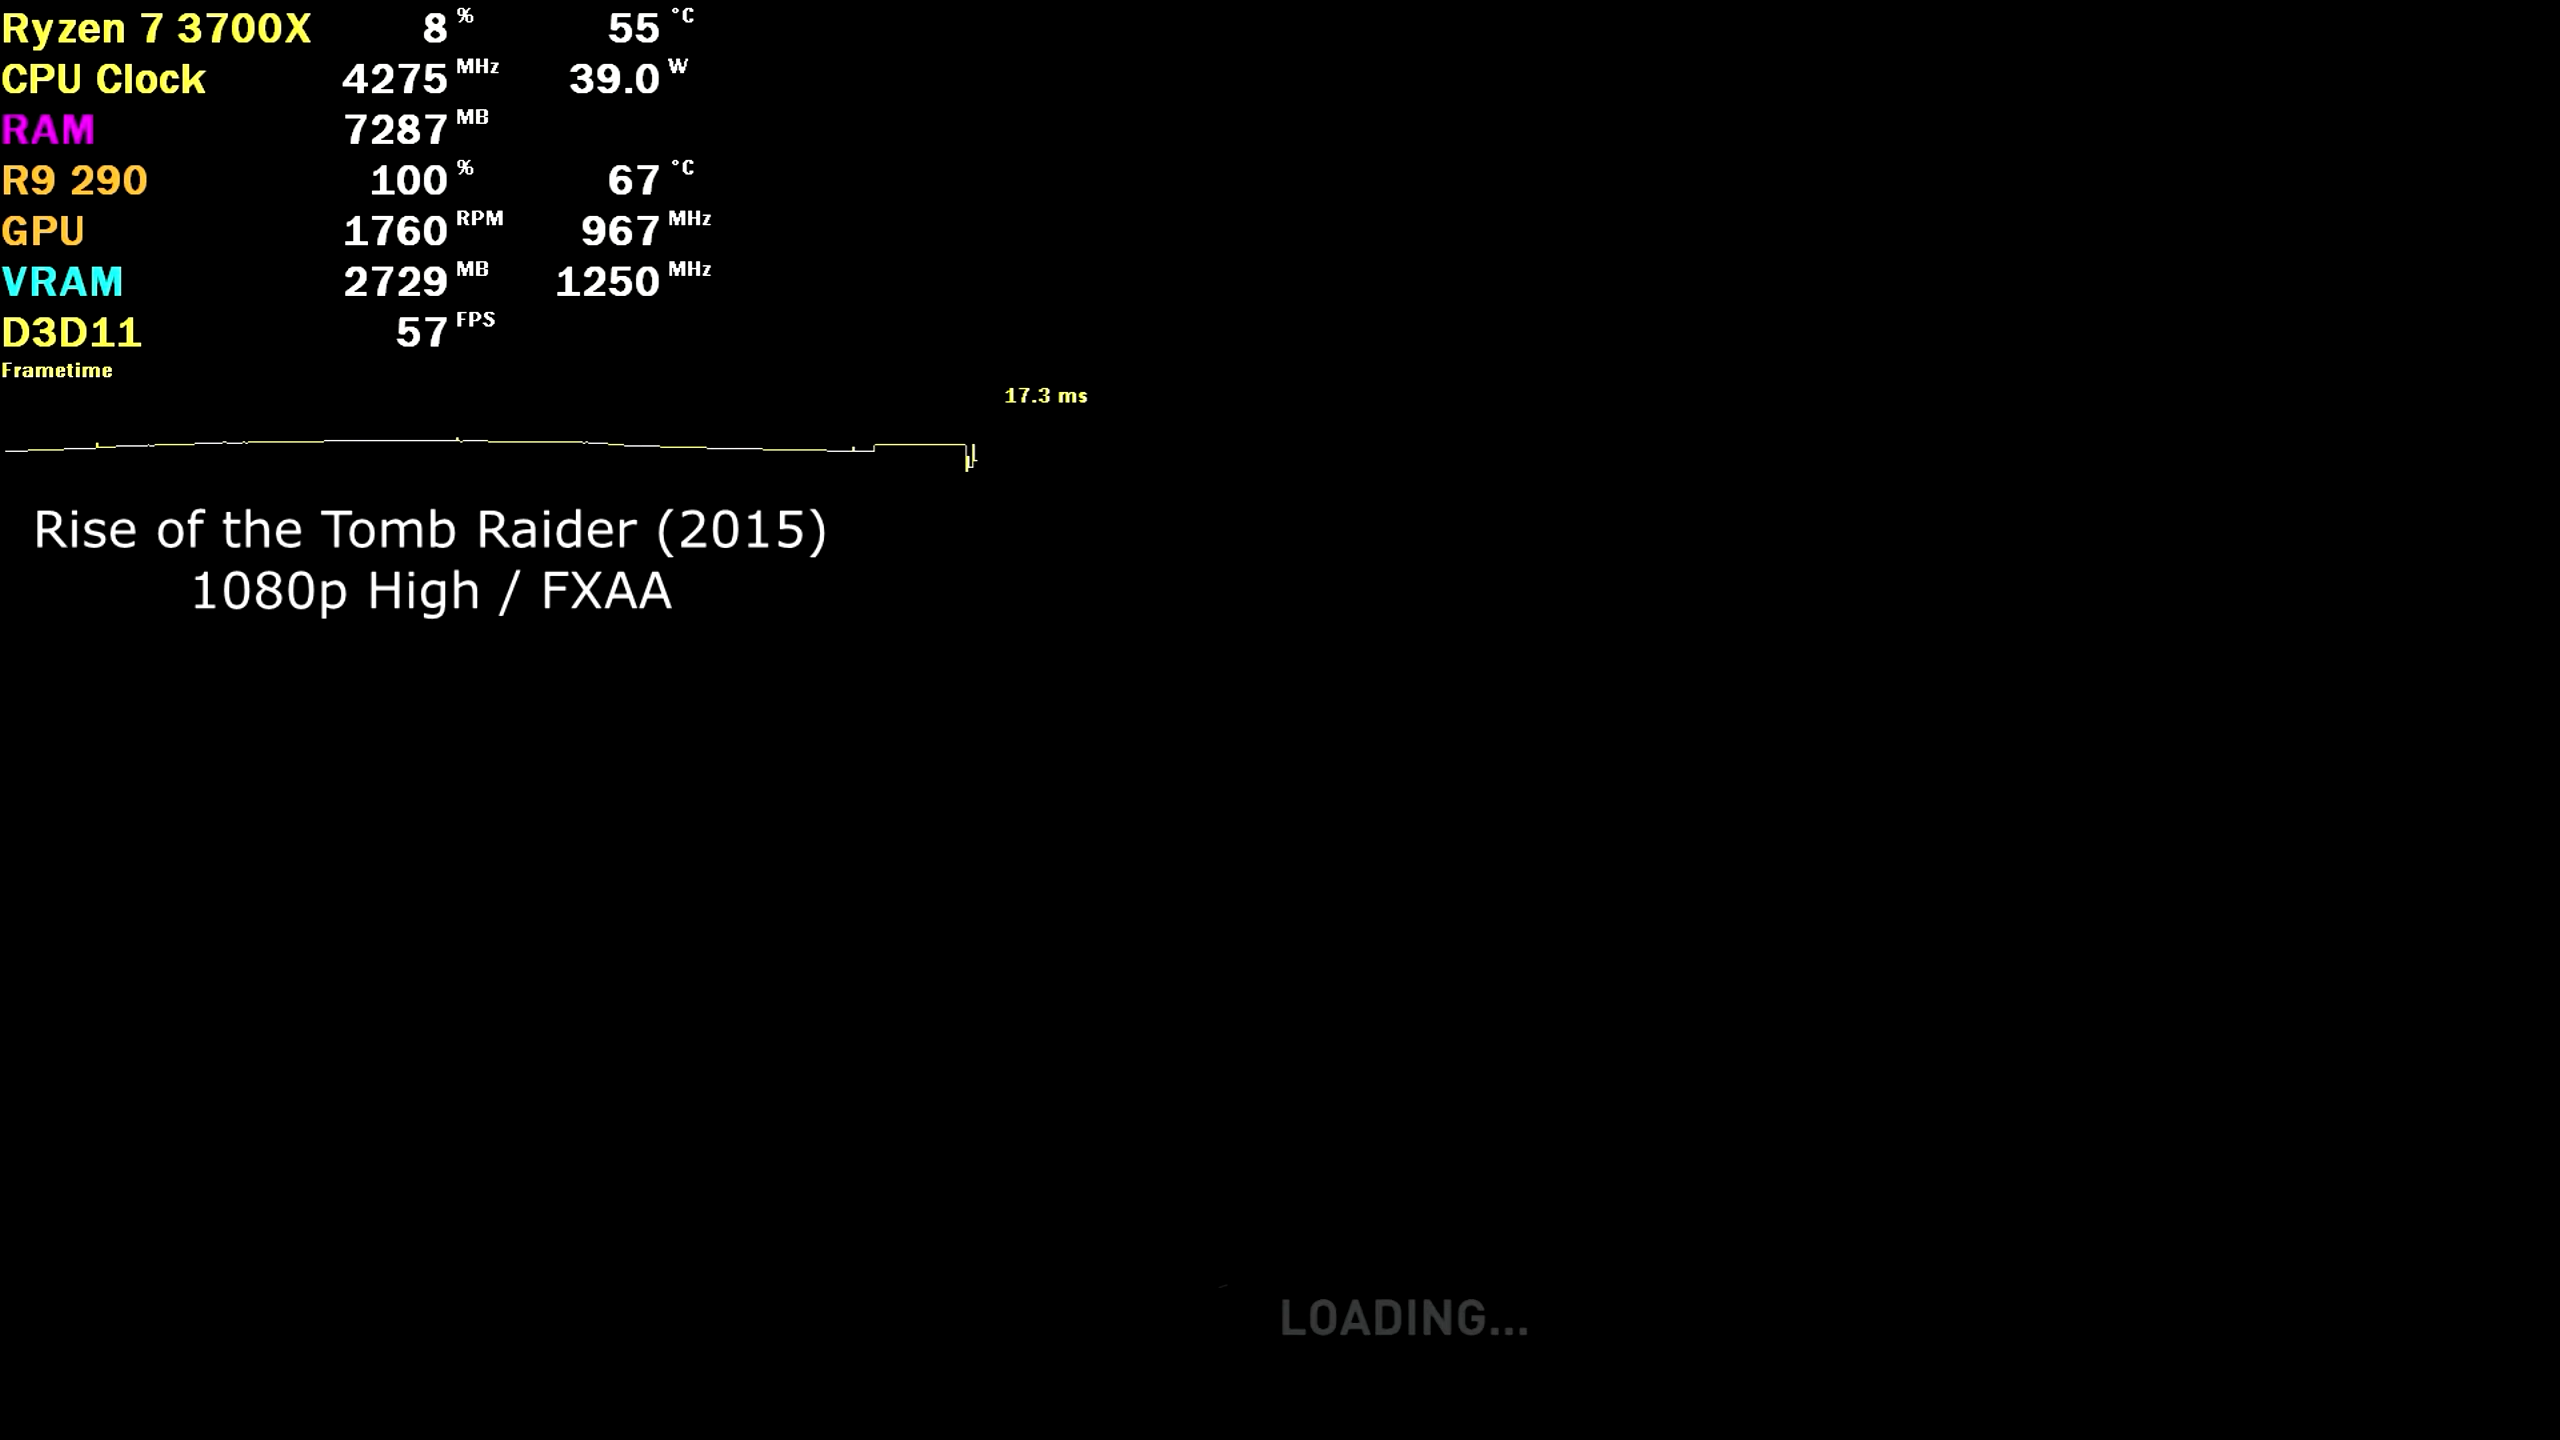 Ryzen 7 3700X 8 % 55 °C
CPU Clock 4275 MHz 39.0 W
RAM 7287 MB
R9 290 100 % 67 °C
GPU 1760 RPM 967 MHz
VRAM 2729 MB 1250 MHz
D3D11 57 FPS
Frametime
17.3 ms
Rise of the Tomb Raider (2015)
1080p High / FXAA
LOADING...